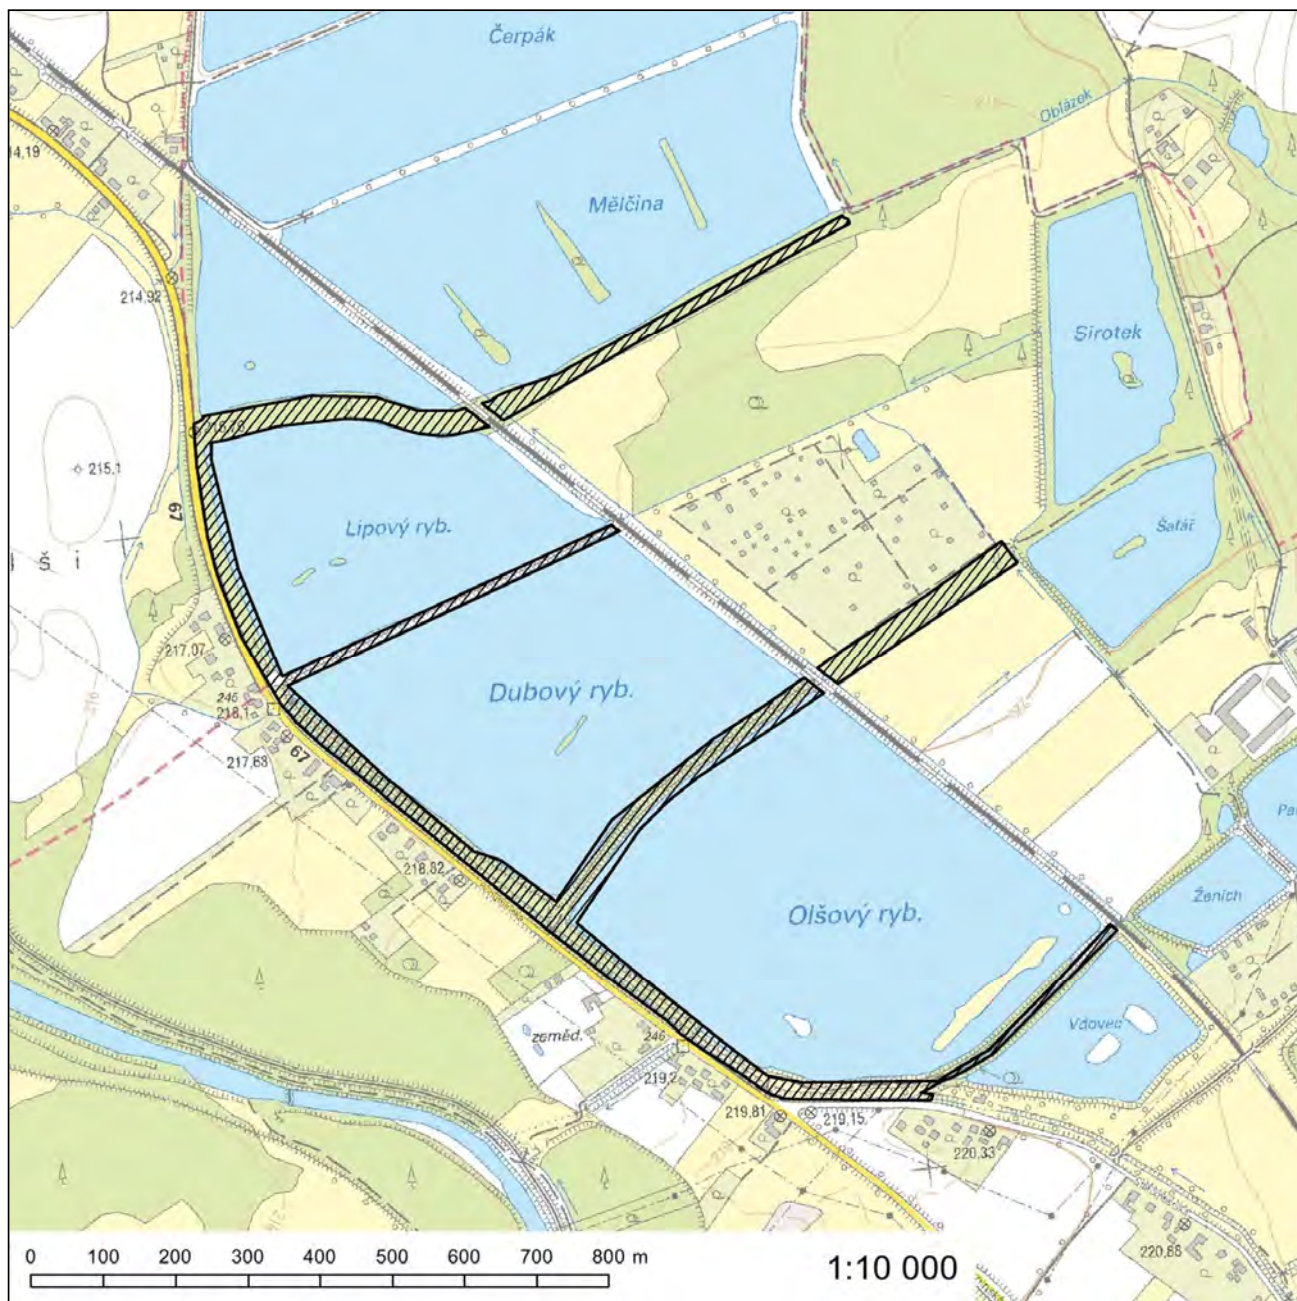 Čerpák
Oblázek
14,19
Mělčina
214,92
Sirotek
215,1
67
Lipový ryb.
Šafář
Š i
217,07
Dubový ryb.
246
218,1
67
217,68
218,82
Olšový ryb.
Ženich
Vdovec
zeměd.
246
219,2
219,81
219,15
220,33
220,88
0 100 200 300 400 500 600 700 800 m
1:10 000